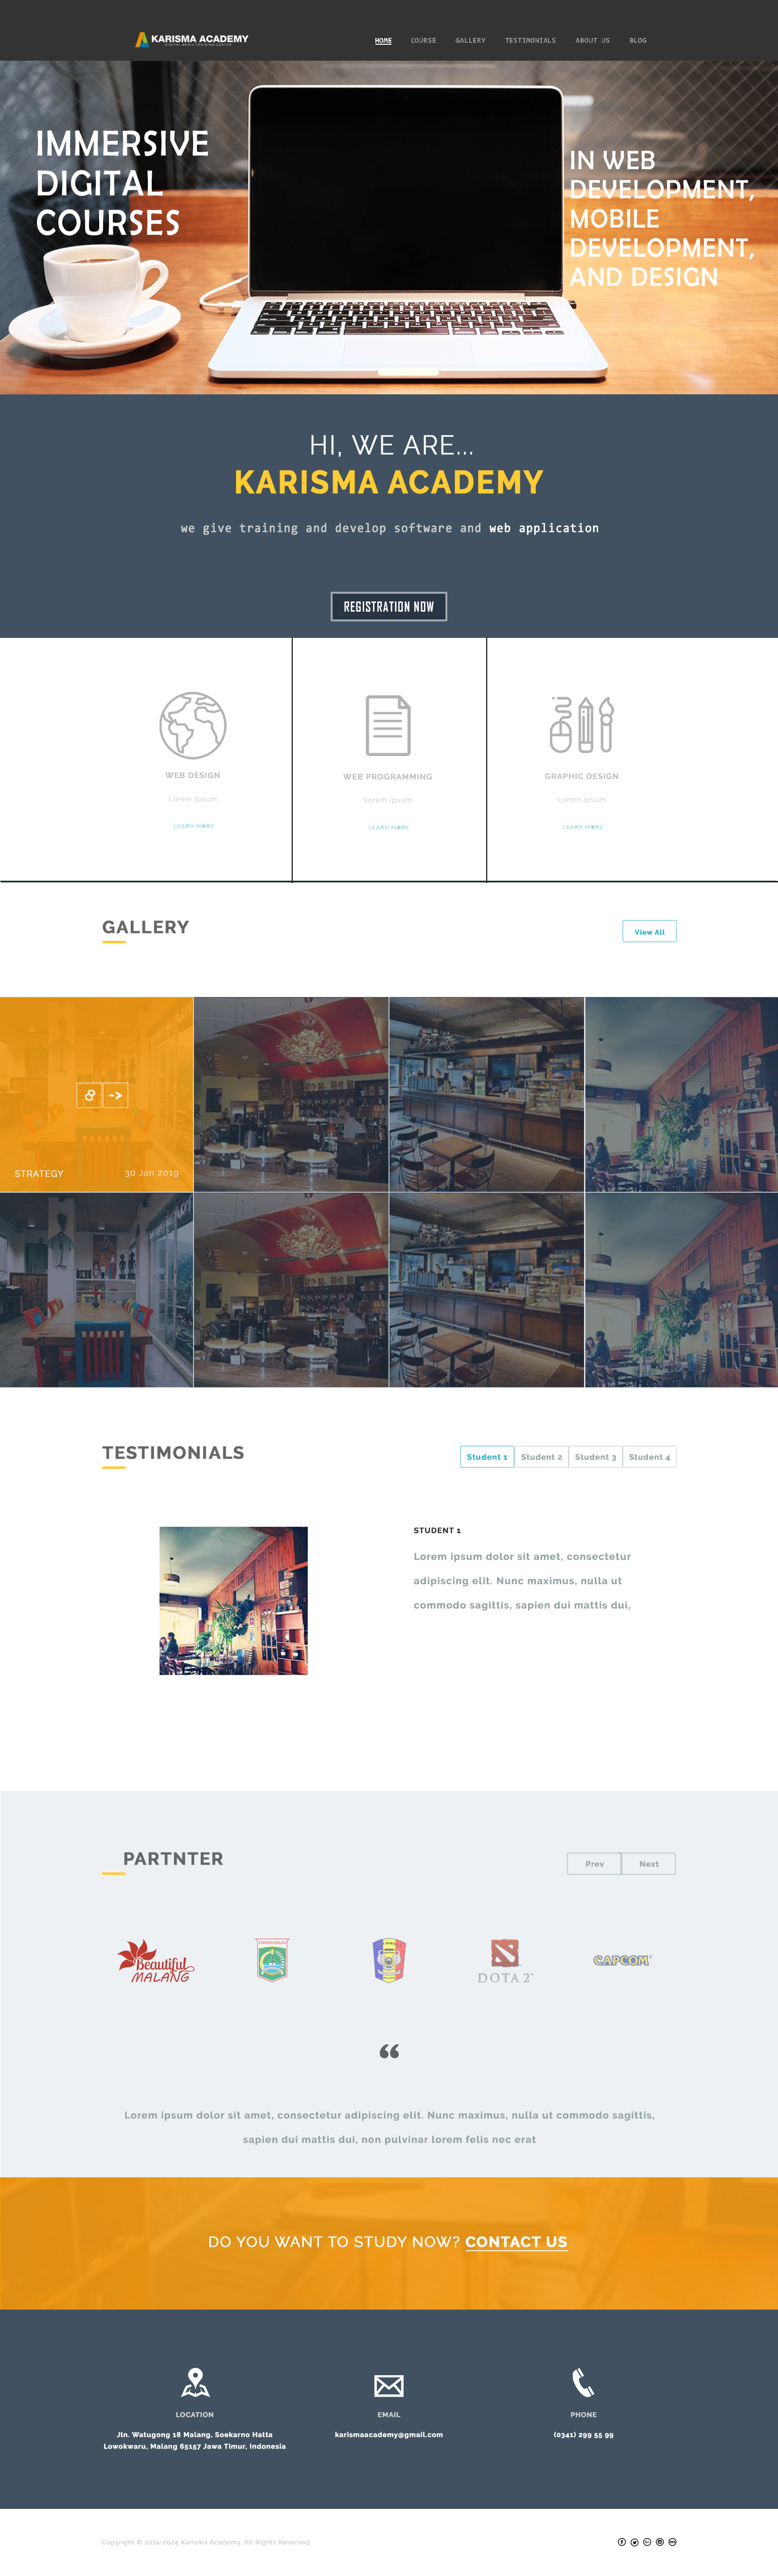 KARISMA ACADEMY
DIGITAL MEDIA TRAINING CENTER
HOME
COURSE
GALLERY
TESTIMONIALS
ABOUT US
BLOG
IMMERSIVE
DIGITAL
COURSES
IN WEB
DEVELOPMENT,
MOBILE
DEVELOPMENT,
AND DESIGN
HI, WE ARE...
KARISMA ACADEMY
we give training and develop software and web application
REGISTRATION NOW
WEB DESIGN
Lorem ipsum
LEARN MORE
WEB PROGRAMMING
Lorem ipsum
LEARN MORE
GRAPHIC DESIGN
Lorem ipsum
LEARN MORE
GALLERY
View All
STRATEGY
30 Jan 2019
TESTIMONIALS
Student 1
Student 2
Student 3
Student 4
STUDENT 1
Lorem ipsum dolor sit amet, consectetur
adipiscing elit. Nunc maximus, nulla ut
commodo sagittis, sapien dui mattis dui,
PARTNTER
Prev
Next
Beautiful
MALANG
DOTA 2
CAPCOM
“
Lorem ipsum dolor sit amet, consectetur adipiscing elit. Nunc maximus, nulla ut commodo sagittis,
sapien dui mattis dui, non pulvinar lorem felis nec erat
DO YOU WANT TO STUDY NOW? CONTACT US
LOCATION
Jln. Watugong 18 Malang, Soekarno Hatta
Lowokwaru, Malang 65157 Jawa Timur, Indonesia
EMAIL
karismaacademy@gmail.com
PHONE
(0341) 299 55 99
Copyright © 2014-2024 Karisma Academy. All Rights Reserved